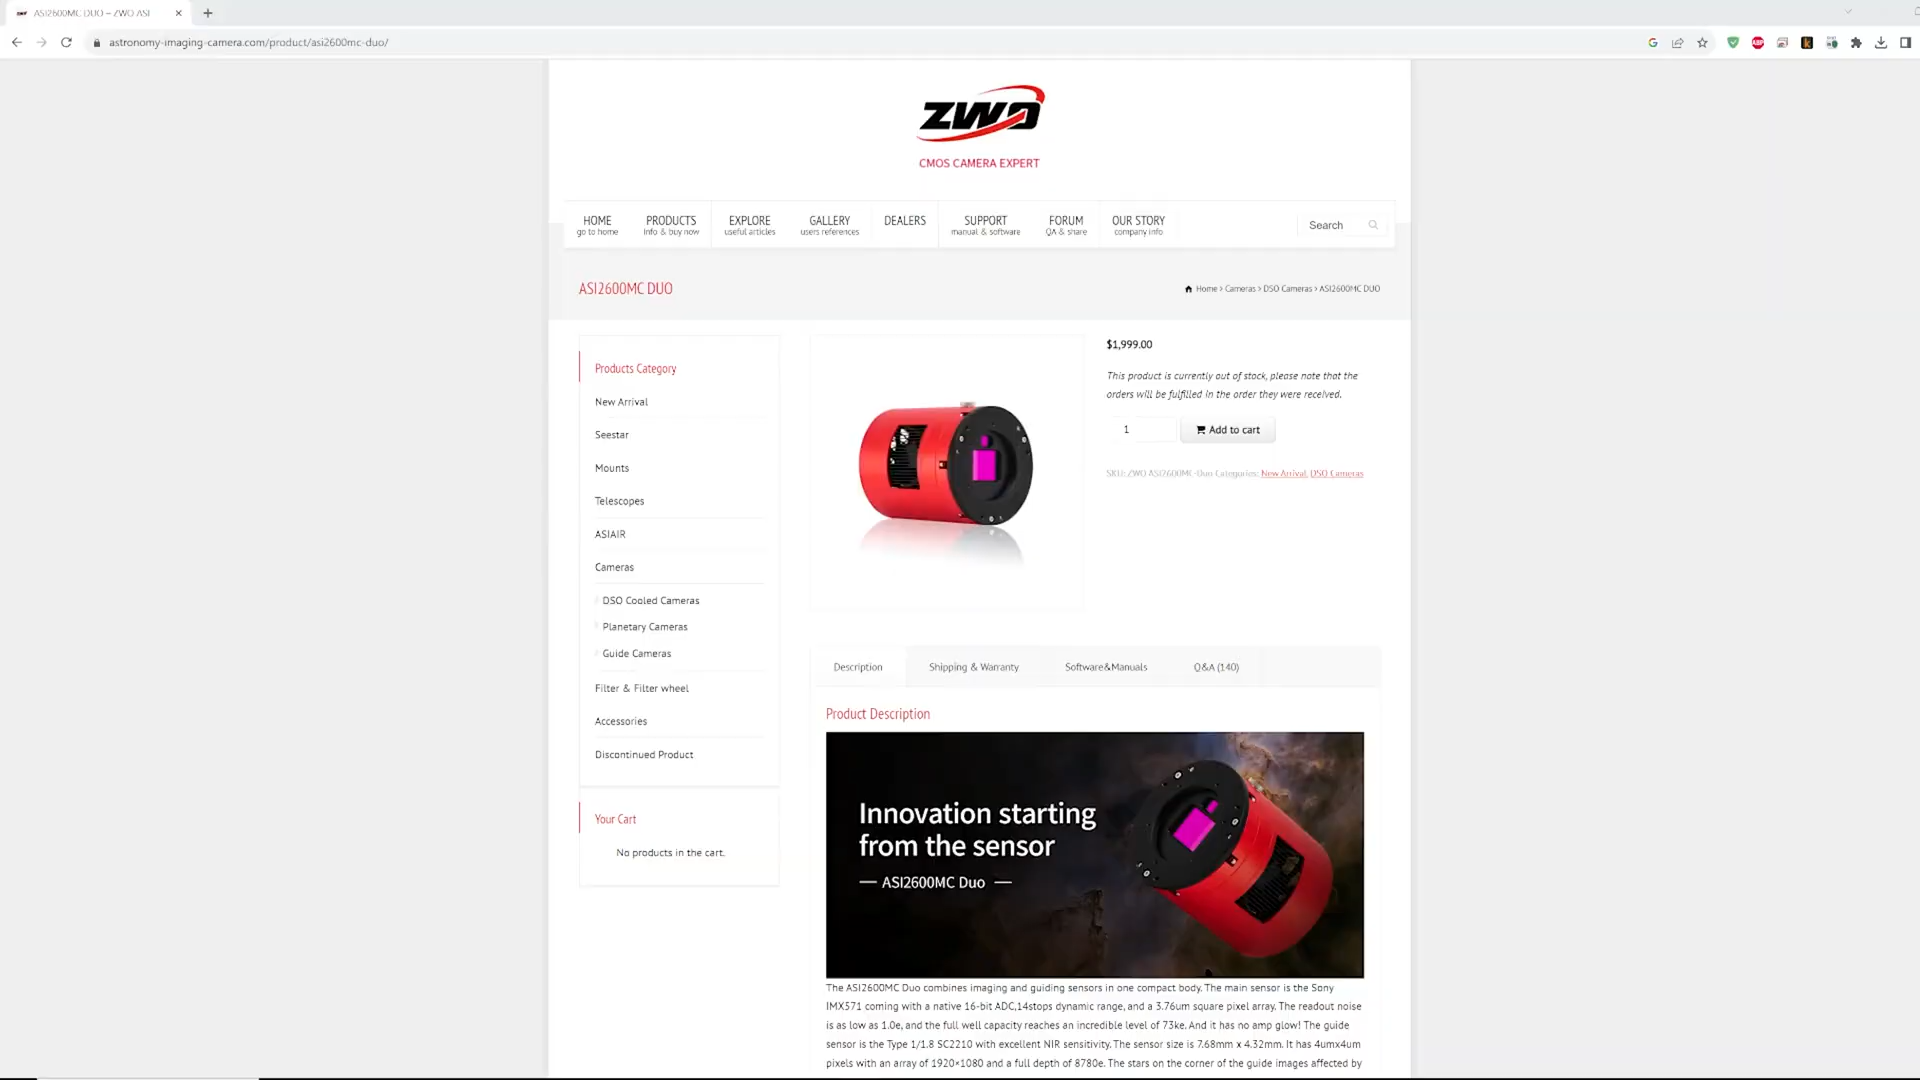 ASI2600MC DUO – ZWO ASI
astronomy-imaging-camera.com/product/asi2600mc-duo/
ZWO
CMOS CAMERA EXPERT
HOME
go to home
PRODUCTS
info & buy now
EXPLORE
useful articles
GALLERY
users references
DEALERS
SUPPORT
manual & software
FORUM
QA & share
OUR STORY
company info
Search
ASI2600MC DUO
Home › Cameras › DSO Cameras › ASI2600MC DUO
Products Category
New Arrival
Seestar
Mounts
Telescopes
ASIAIR
Cameras
DSO Cooled Cameras
Planetary Cameras
Guide Cameras
Filter & Filter wheel
Accessories
Discontinued Product
Your Cart
No products in the cart.
$1,999.00
This product is currently out of stock, please note that the
orders will be fulfilled in the order they were received.
1
Add to cart
SKU: ZWO ASI2600MC-Duo Categories: New Arrival, DSO Cameras
Description
Shipping & Warranty
Software&Manuals
Q&A (140)
Product Description
Innovation starting
from the sensor
— ASI2600MC Duo —
The ASI2600MC Duo combines imaging and guiding sensors in one compact body. The main sensor is the Sony
IMX571 coming with a native 16-bit ADC,14stops dynamic range, and a 3.76um square pixel array. The readout noise
is as low as 1.0e, and the full well capacity reaches an incredible level of 73ke. And it has no amp glow! The guide
sensor is the Type 1/1.8 SC2210 with excellent NIR sensitivity. The sensor size is 7.68mm x 4.32mm. It has 4umx4um
pixels with an array of 1920×1080 and a full depth of 8780e. The stars on the corner of the guide images affected by